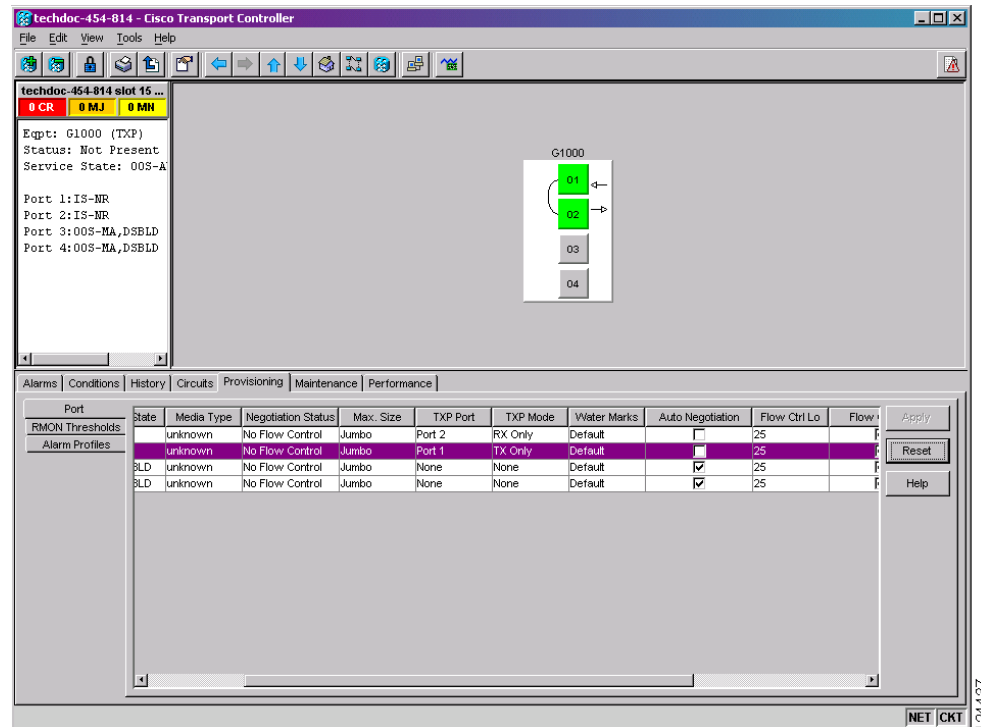 techdoc-454-814 - Cisco Transport Controller
File Edit View Tools Help
techdoc-454-814 slot 15 ...
0 CR 0 MJ 0 MN
Eqpt: G1000 (TXP)
Status: Not Present
Service State: OOS-A
Port 1:IS-NR
Port 2:IS-NR
Port 3:OOS-MA,DSBLD
Port 4:OOS-MA,DSBLD
G1000
01
02
03
04
Alarms Conditions History Circuits Provisioning Maintenance Performance
Port
RMON Thresholds
Alarm Profiles
State Media Type Negotiation Status Max. Size TXP Port TXP Mode Water Marks Auto Negotiation Flow Ctrl Lo Flow
unknown No Flow Control Jumbo Port 2 RX Only Default 25
unknown No Flow Control Jumbo Port 1 TX Only Default 25
BLD unknown No Flow Control Jumbo None None Default 25
BLD unknown No Flow Control Jumbo None None Default 25
Apply
Reset
Help
NET CKT